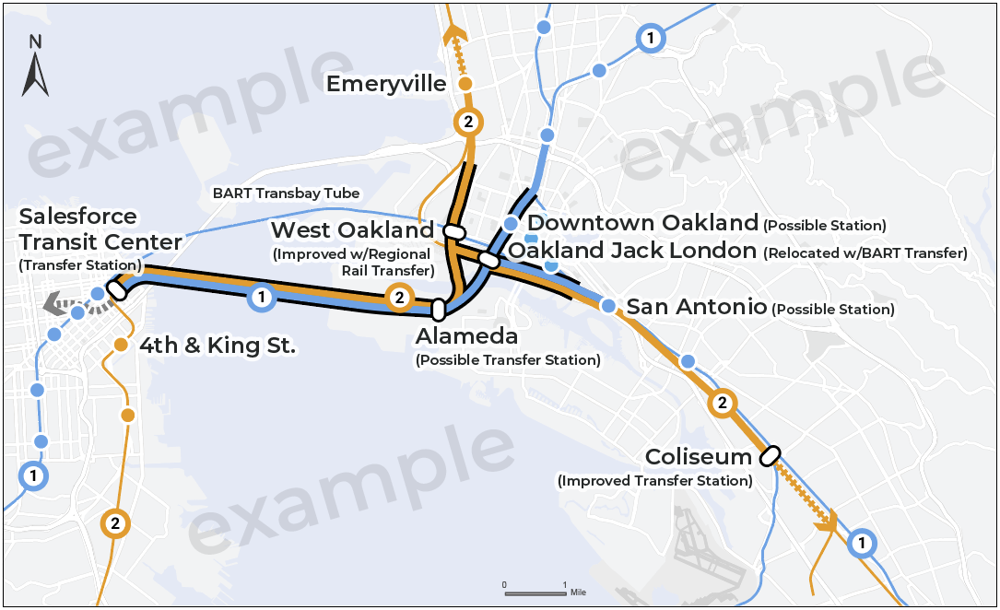 N
example
1
Emeryville
2
example
BART Transbay Tube
Salesforce
Transit Center
(Transfer Station)
West Oakland
(Improved w/Regional
Rail Transfer)
Downtown Oakland (Possible Station)
Oakland Jack London (Relocated w/BART Transfer)
1
2
San Antonio (Possible Station)
Alameda
(Possible Transfer Station)
4th & King St.
2
example
Coliseum
(Improved Transfer Station)
1
2
1
0 1
Mile